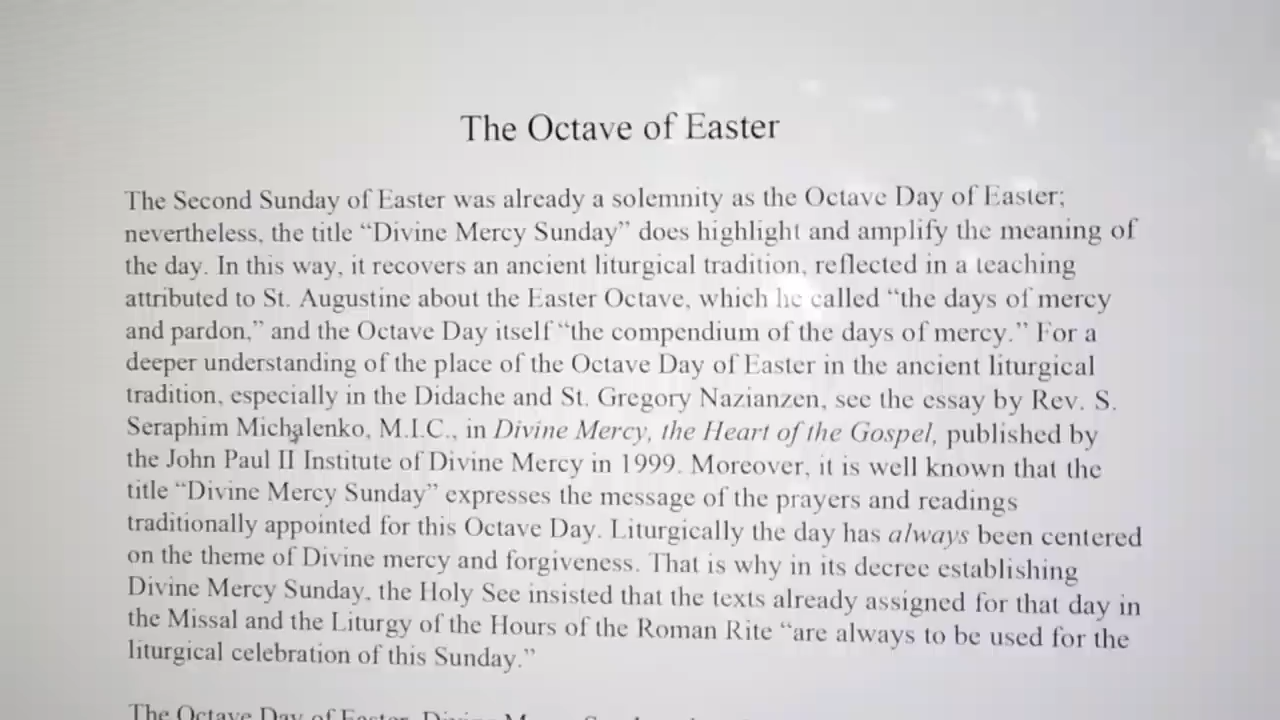 The Octave of Easter
The Second Sunday of Easter was already a solemnity as the Octave Day of Easter;
nevertheless, the title “Divine Mercy Sunday” does highlight and amplify the meaning of
the day. In this way, it recovers an ancient liturgical tradition, reflected in a teaching
attributed to St. Augustine about the Easter Octave, which he called “the days of mercy
and pardon,” and the Octave Day itself “the compendium of the days of mercy.” For a
deeper understanding of the place of the Octave Day of Easter in the ancient liturgical
tradition, especially in the Didache and St. Gregory Nazianzen, see the essay by Rev. S.
Seraphim Michalenko, M.I.C., in Divine Mercy, the Heart of the Gospel, published by
the John Paul II Institute of Divine Mercy in 1999. Moreover, it is well known that the
title “Divine Mercy Sunday” expresses the message of the prayers and readings
traditionally appointed for this Octave Day. Liturgically the day has always been centered
on the theme of Divine mercy and forgiveness. That is why in its decree establishing
Divine Mercy Sunday, the Holy See insisted that the texts already assigned for that day in
the Missal and the Liturgy of the Hours of the Roman Rite “are always to be used for the
liturgical celebration of this Sunday.”
The Octave Day of Easter, Divine